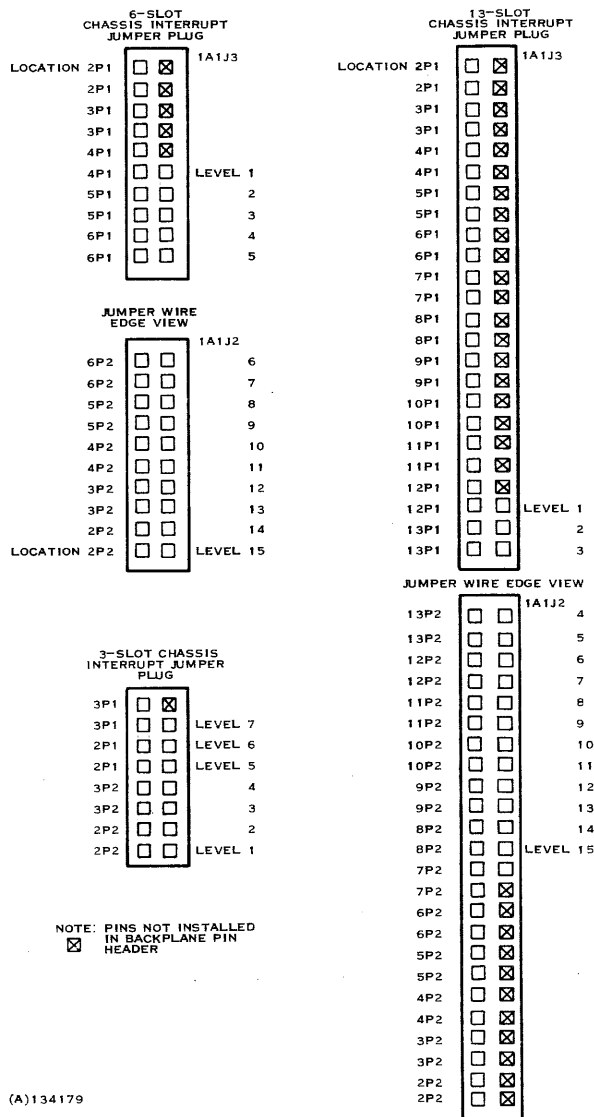 6-SLOT
CHASSIS INTERRUPT
JUMPER PLUG
1A1J3
LOCATION 2P1
2P1
3P1
3P1
4P1
4P1 LEVEL 1
5P1 2
5P1 3
6P1 4
6P1 5
JUMPER WIRE
EDGE VIEW
1A1J2
6P2 6
6P2 7
5P2 8
5P2 9
4P2 10
4P2 11
3P2 12
3P2 13
2P2 14
LOCATION 2P2 LEVEL 15
3-SLOT CHASSIS
INTERRUPT JUMPER
PLUG
3P1
3P1 LEVEL 7
2P1 LEVEL 6
2P1 LEVEL 5
3P2 4
3P2 3
2P2 2
2P2 LEVEL 1
NOTE: PINS NOT INSTALLED
IN BACKPLANE PIN
HEADER
(A)134179
13-SLOT
CHASSIS INTERRUPT
JUMPER PLUG
1A1J3
LOCATION 2P1
2P1
3P1
3P1
4P1
4P1
5P1
5P1
6P1
6P1
7P1
7P1
8P1
8P1
9P1
9P1
10P1
10P1
11P1
11P1
12P1
12P1 LEVEL 1
13P1 2
13P1 3
JUMPER WIRE EDGE VIEW
1A1J2
13P2 4
13P2 5
12P2 6
12P2 7
11P2 8
11P2 9
10P2 10
10P2 11
9P2 12
9P2 13
8P2 14
8P2 LEVEL 15
7P2
7P2
6P2
6P2
5P2
5P2
4P2
4P2
3P2
3P2
2P2
2P2